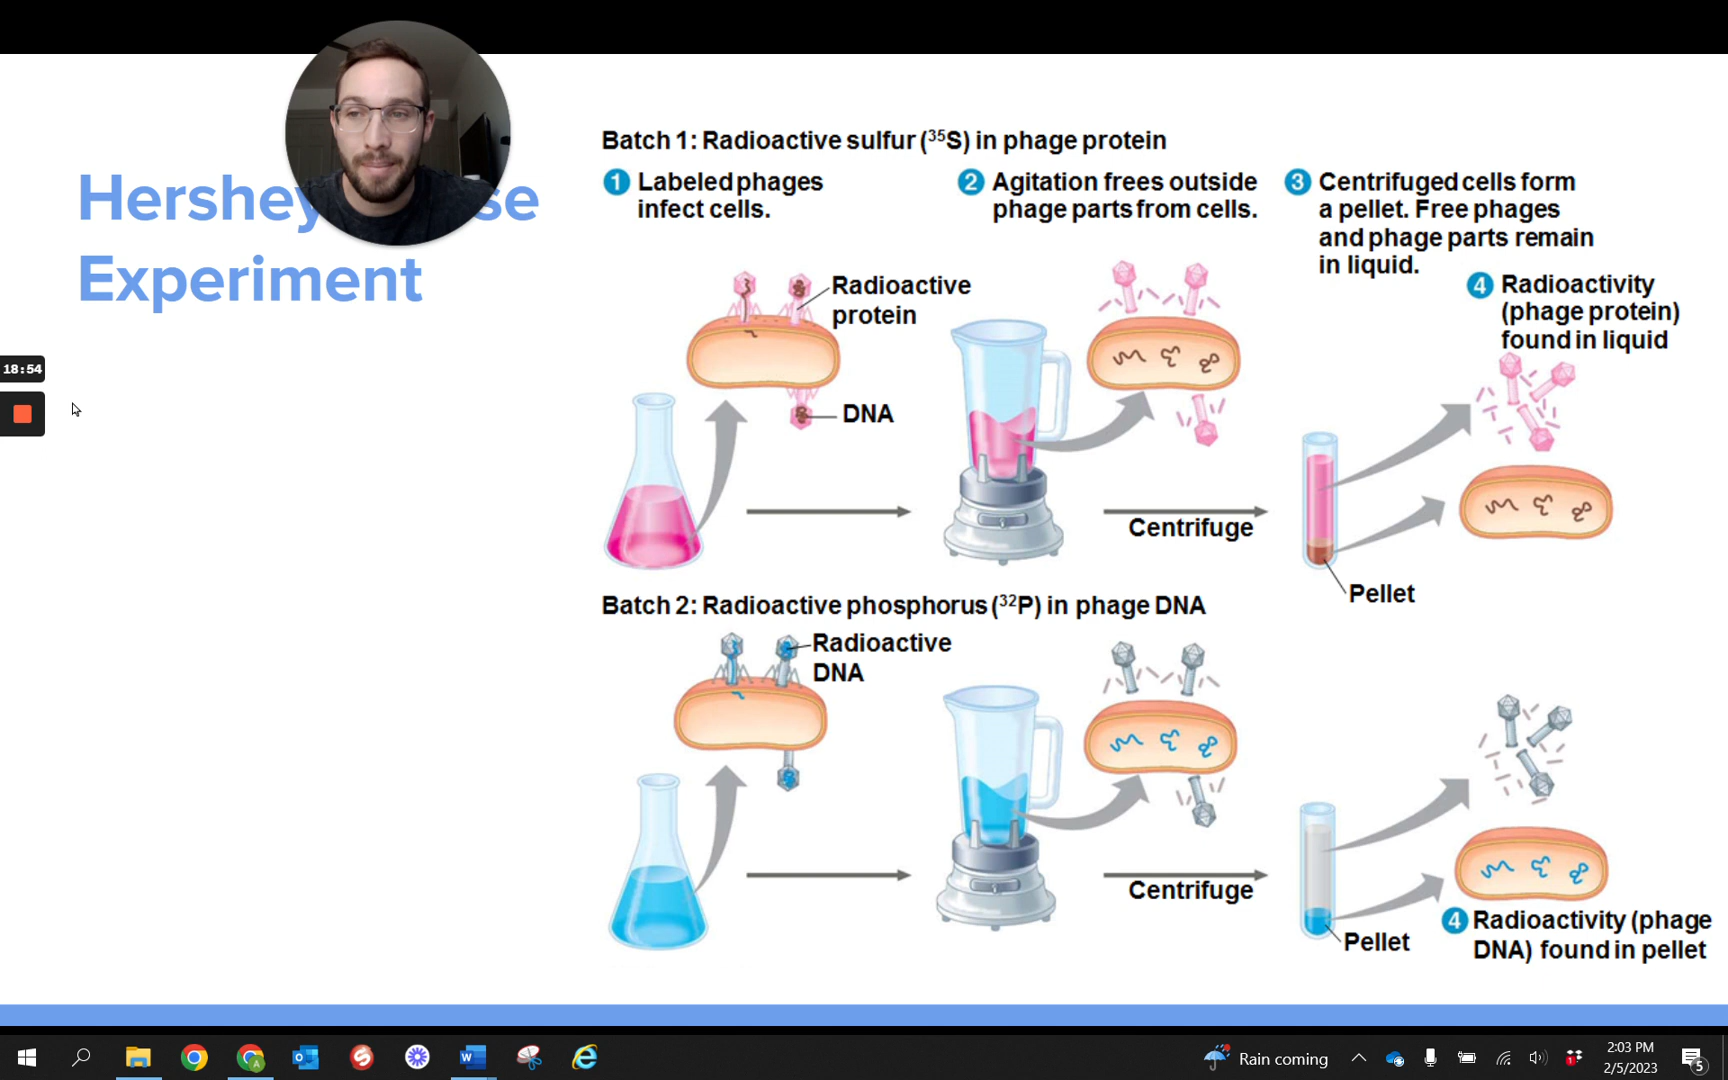 Hershey se
Experiment
18:54
Batch 1: Radioactive sulfur (³⁵S) in phage protein
1 Labeled phages
infect cells.
2 Agitation frees outside
phage parts from cells.
3 Centrifuged cells form
a pellet. Free phages
and phage parts remain
in liquid.
4 Radioactivity
(phage protein)
found in liquid
Radioactive
protein
DNA
Centrifuge
Pellet
Batch 2: Radioactive phosphorus (³²P) in phage DNA
Radioactive
DNA
Centrifuge
Pellet
4 Radioactivity (phage
DNA) found in pellet
Rain coming
2:03 PM
2/5/2023
5